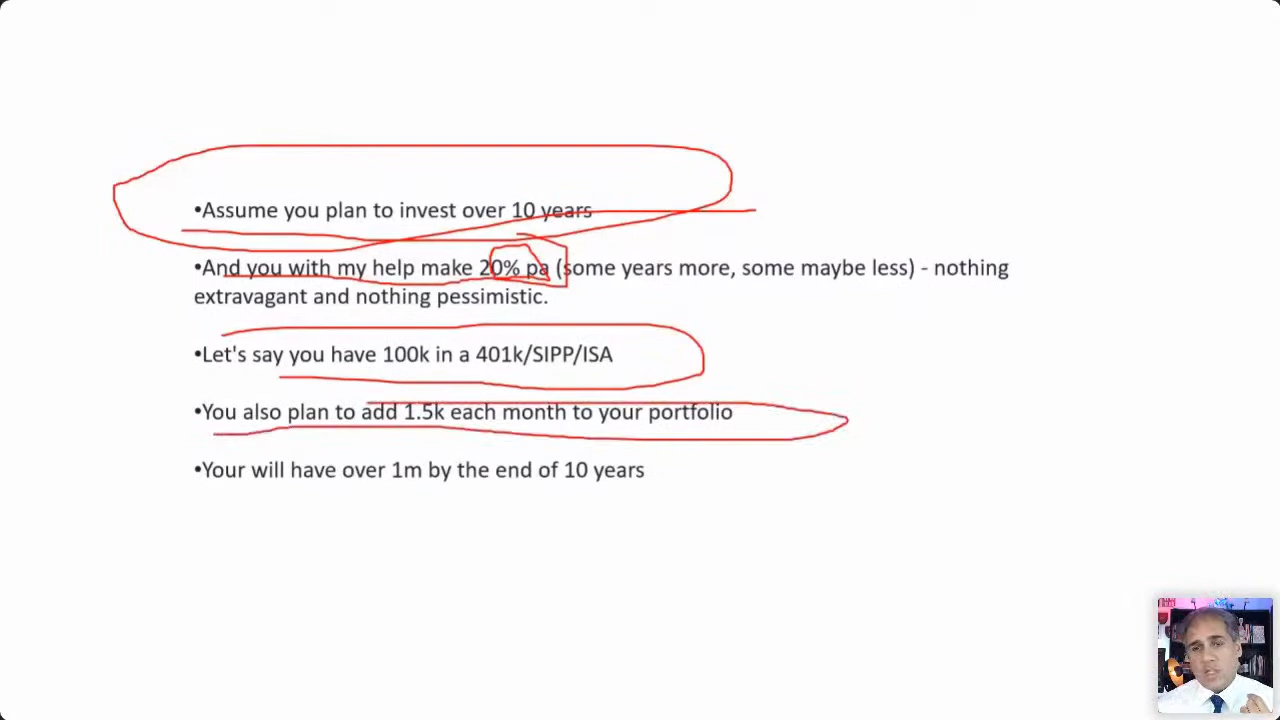 •Assume you plan to invest over 10 years
•And you with my help make 20% pa (some years more, some maybe less) - nothing
extravagant and nothing pessimistic.
•Let's say you have 100k in a 401k/SIPP/ISA
•You also plan to add 1.5k each month to your portfolio
•Your will have over 1m by the end of 10 years